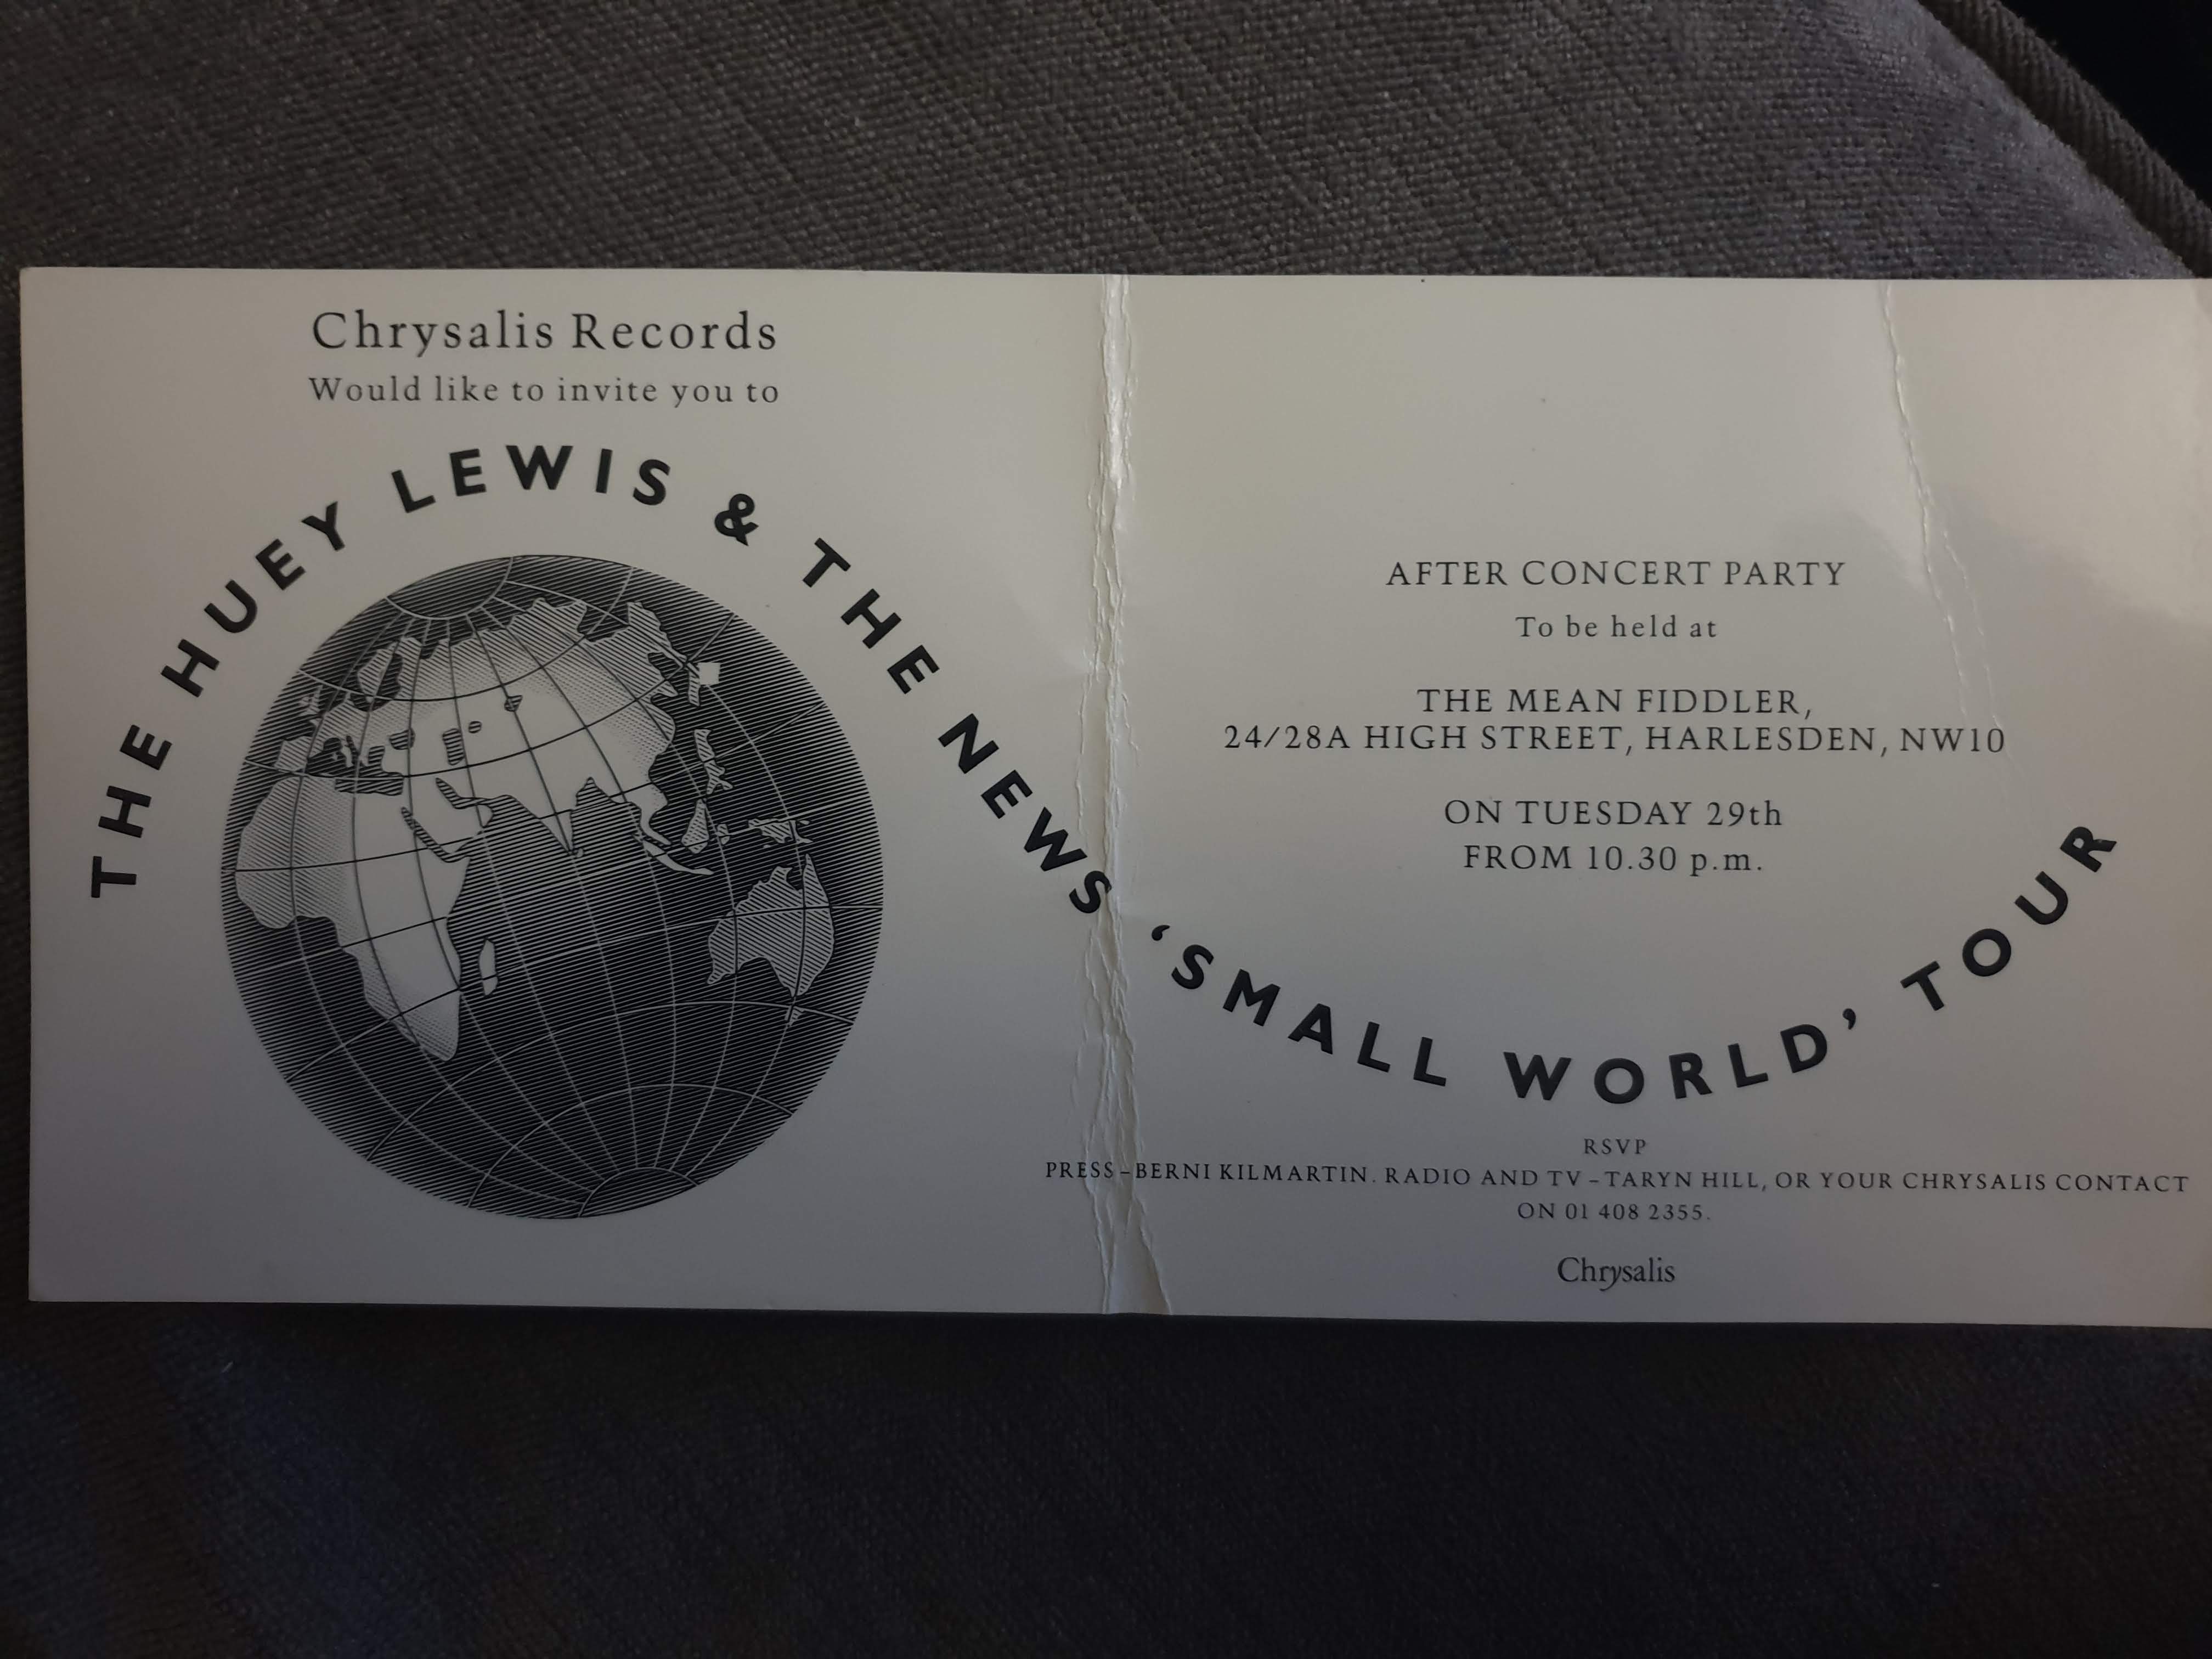 Chrysalis Records
Would like to invite you to
THE HUEY LEWIS & THE NEWS ‘SMALL WORLD’ TOUR
AFTER CONCERT PARTY
To be held at
THE MEAN FIDDLER,
24/28A HIGH STREET, HARLESDEN, NW10
ON TUESDAY 29th
FROM 10.30 p.m.
RSVP
PRESS–BERNI KILMARTIN. RADIO AND TV–TARYN HILL, OR YOUR CHRYSALIS CONTACT
ON 01 408 2355.
Chrysalis